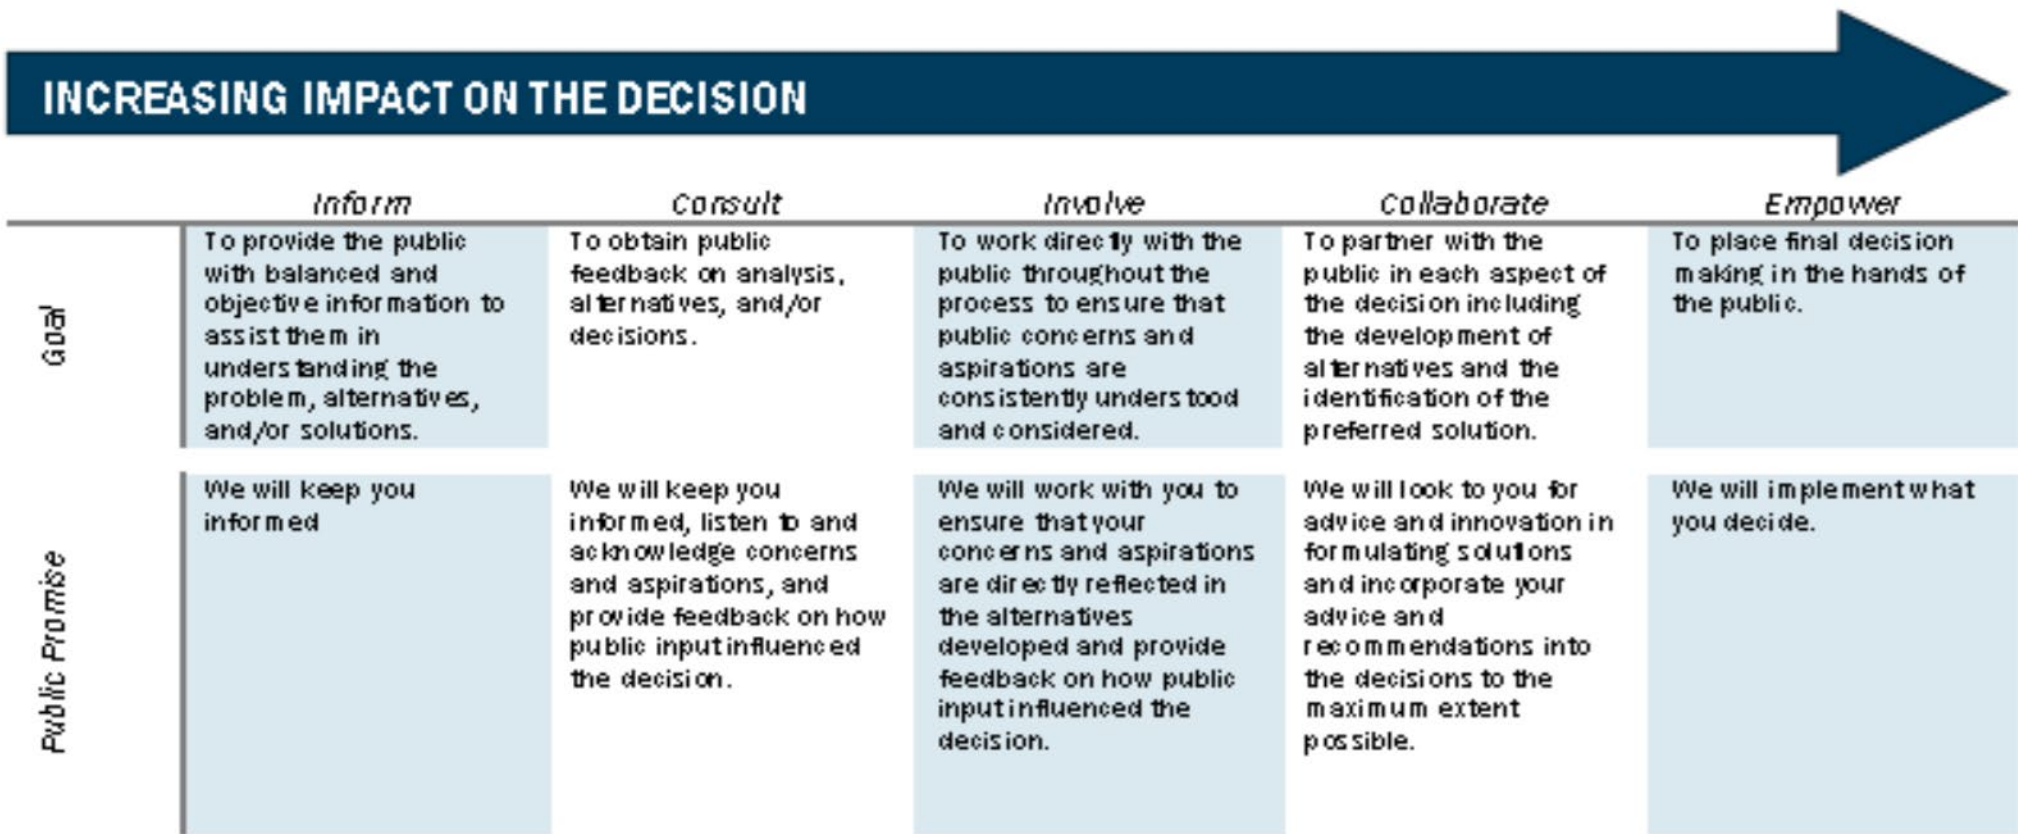 INCREASING IMPACT ON THE DECISION
Inform
Consult
Involve
Collaborate
Empower
Goal
To provide the public
with balanced and
objective information to
assist them in
understanding the
problem, alternatives,
and/or solutions.
To obtain public
feedback on analysis,
alternatives, and/or
decisions.
To work directly with the
public throughout the
process to ensure that
public concerns and
aspirations are
consistently understood
and considered.
To partner with the
public in each aspect of
the decision including
the development of
alternatives and the
identification of the
preferred solution.
To place final decision
making in the hands of
the public.
Public Promise
We will keep you
informed
We will keep you
informed, listen to and
acknowledge concerns
and aspirations, and
provide feedback on how
public input influenced
the decision.
We will work with you to
ensure that your
concerns and aspirations
are directly reflected in
the alternatives
developed and provide
feedback on how public
input influenced the
decision.
We will look to you for
advice and innovation in
formulating solutions
and incorporate your
advice and
recommendations into
the decisions to the
maximum extent
possible.
We will implement what
you decide.